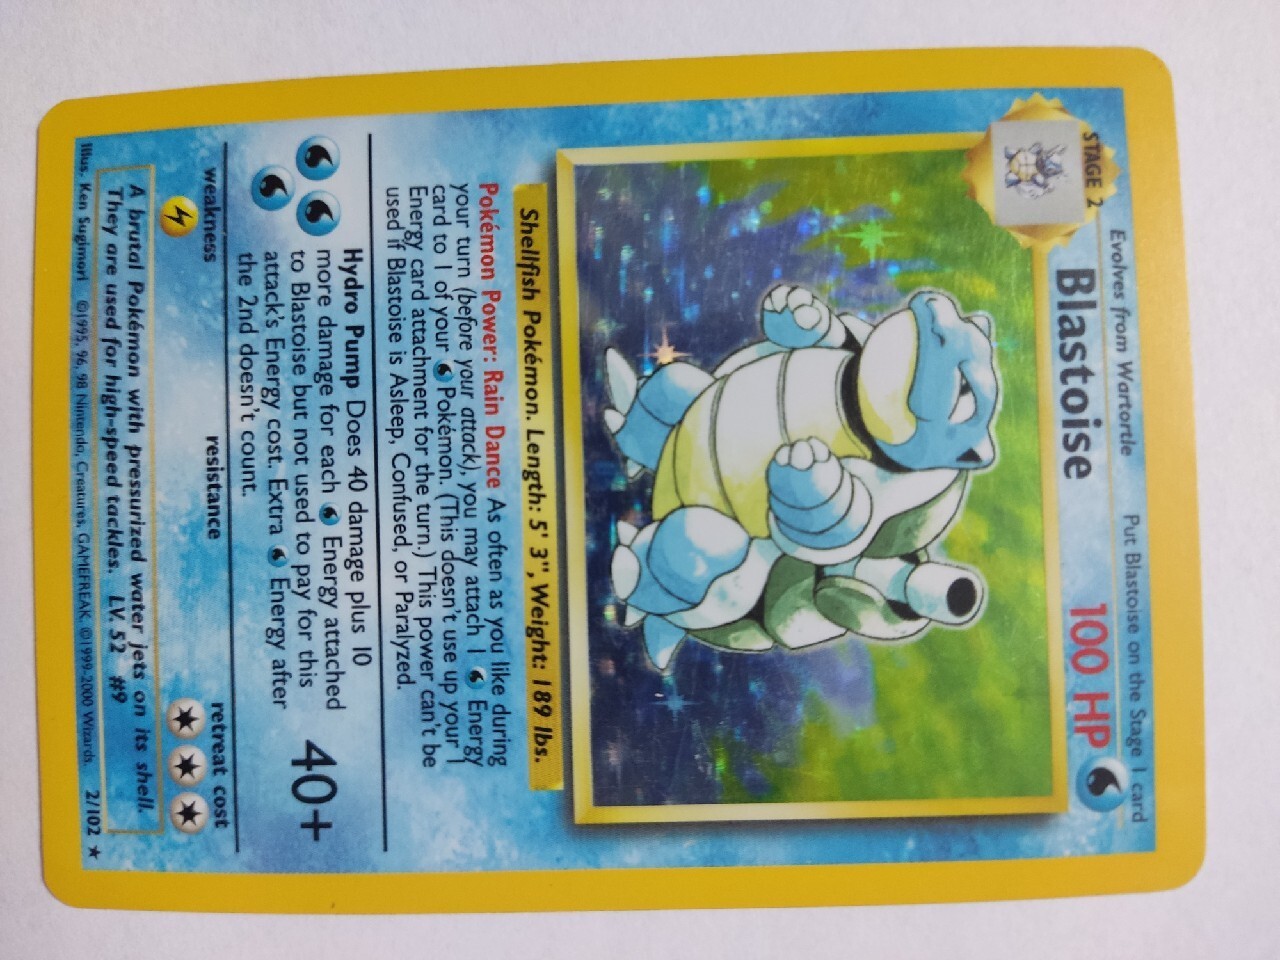 Evolves from Wartortle Put Blastoise on the Stage 1 card
STAGE 2
Blastoise 100 HP
Shellfish Pokémon. Length: 5' 3", Weight: 189 lbs.
Pokémon Power: Rain Dance As often as you like during
your turn (before your attack), you may attach 1 Energy
card to 1 of your Pokémon. (This doesn't use up your 1
Energy card attachment for the turn.) This power can't be
used if Blastoise is Asleep, Confused, or Paralyzed.
Hydro Pump Does 40 damage plus 10
more damage for each Energy attached
to Blastoise but not used to pay for this
attack's Energy cost. Extra Energy after
the 2nd doesn't count.
40+
weakness resistance retreat cost
A brutal Pokémon with pressurized water jets on its shell.
They are used for high-speed tackles. LV. 52 #9
Illus. Ken Sugimori ©1995, 96, 98 Nintendo, Creatures, GAMEFREAK. ©1999-2000 Wizards. 2/102 ★